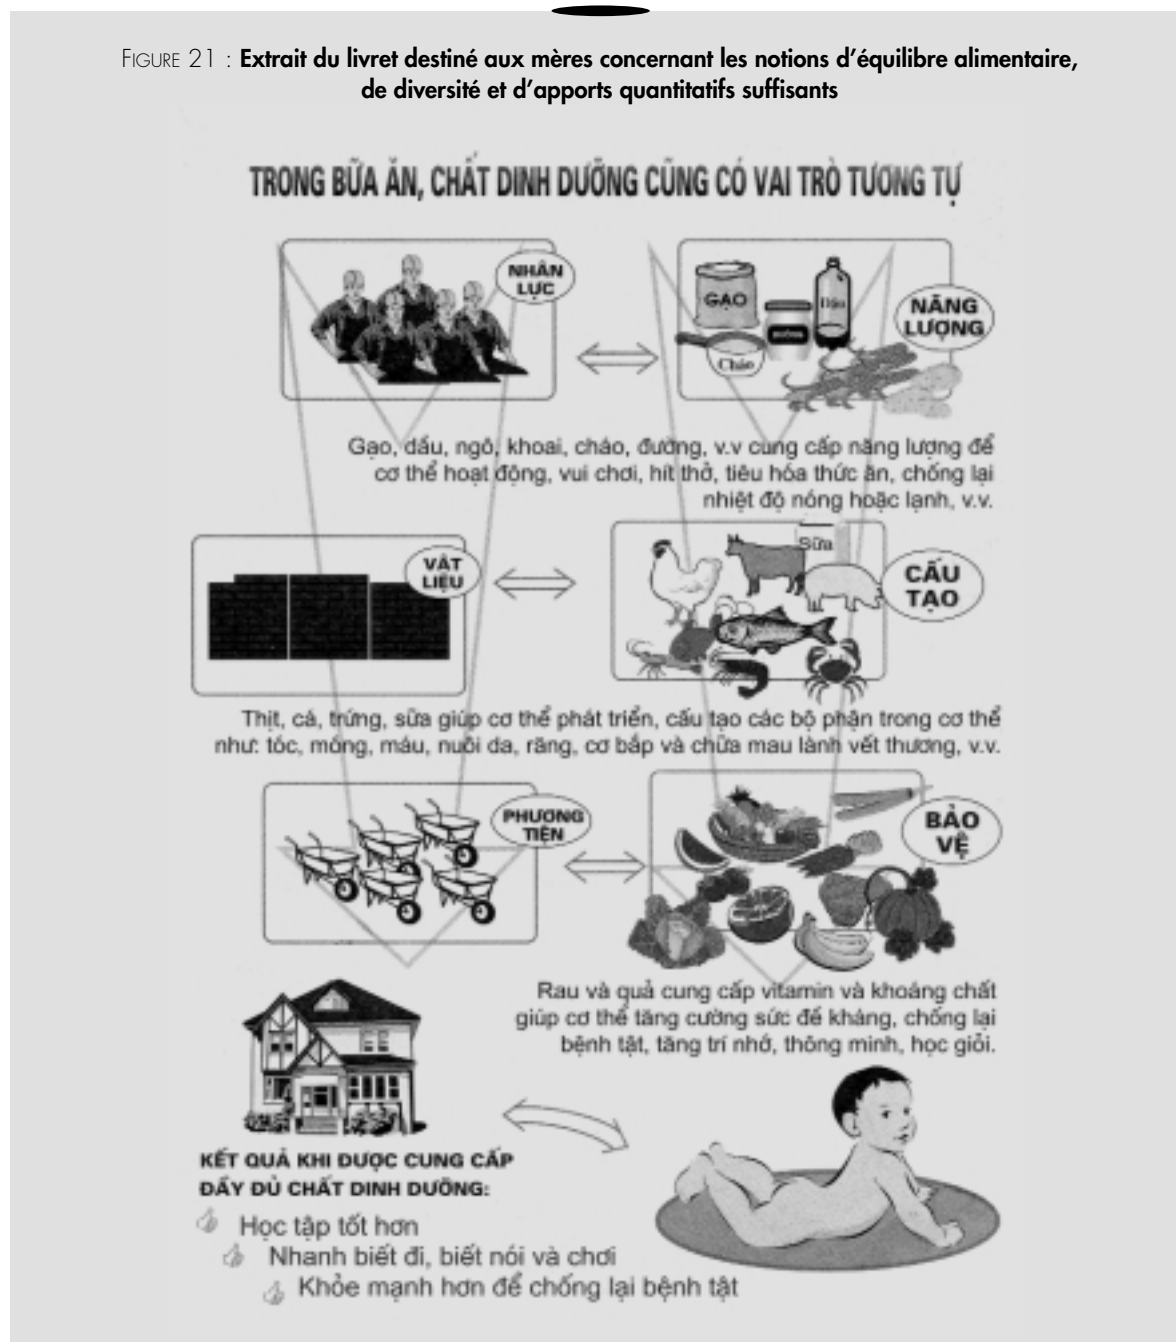 FIGURE 21 : Extrait du livret destiné aux mères concernant les notions d'équilibre alimentaire,
de diversité et d'apports quantitatifs suffisants
TRONG BỮA ĂN, CHẤT DINH DƯỠNG CŨNG CÓ VAI TRÒ TƯƠNG TỰ
NHÂN
LỰC
GẠO
Dầu
ĐƯỜNG
Cháo
NĂNG
LƯỢNG
Gạo, dầu, ngô, khoai, cháo, đường, v.v cung cấp năng lượng để
cơ thể hoạt động, vui chơi, hít thở, tiêu hóa thức ăn, chống lại
nhiệt độ nóng hoặc lạnh, v.v.
VẬT
LIỆU
Sữa
CẤU
TẠO
Thịt, cá, trứng, sữa giúp cơ thể phát triển, cấu tạo các bộ phận trong cơ thể
như: tóc, móng, máu, nuôi da, răng, cơ bắp và chữa mau lành vết thương, v.v.
PHƯƠNG
TIỆN
BẢO
VỆ
Rau và quả cung cấp vitamin và khoáng chất
giúp cơ thể tăng cường sức đề kháng, chống lại
bệnh tật, tăng trí nhớ, thông minh, học giỏi.
KẾT QUẢ KHI ĐƯỢC CUNG CẤP
ĐẦY ĐỦ CHẤT DINH DƯỠNG:
Học tập tốt hơn
Nhanh biết đi, biết nói và chơi
Khỏe mạnh hơn để chống lại bệnh tật